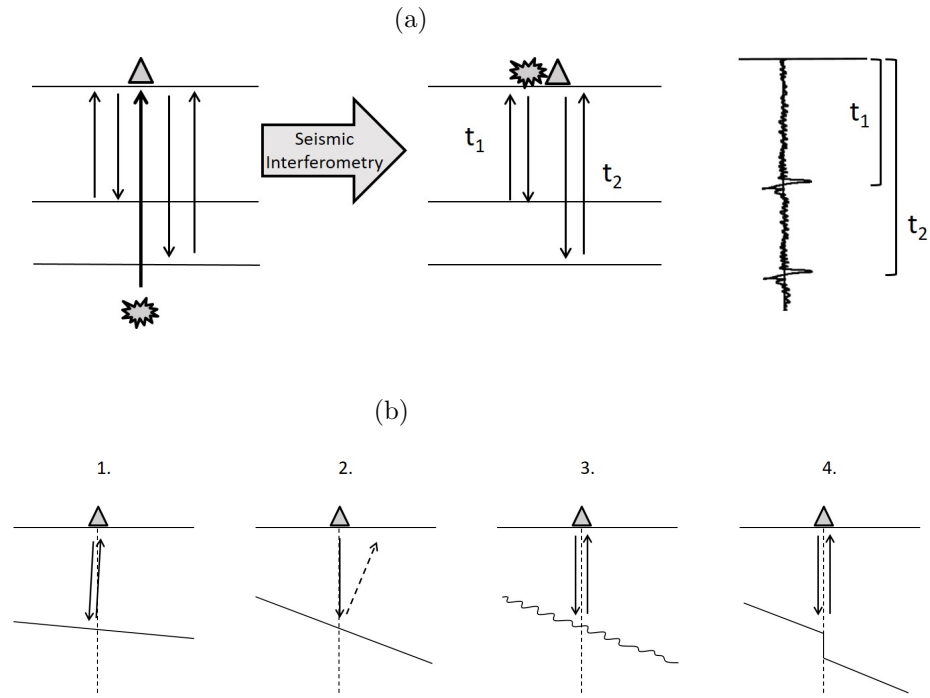 (a)
Seismic
Interferometry
t₁
t₂
t₁
t₂
(b)
1. 2. 3. 4.